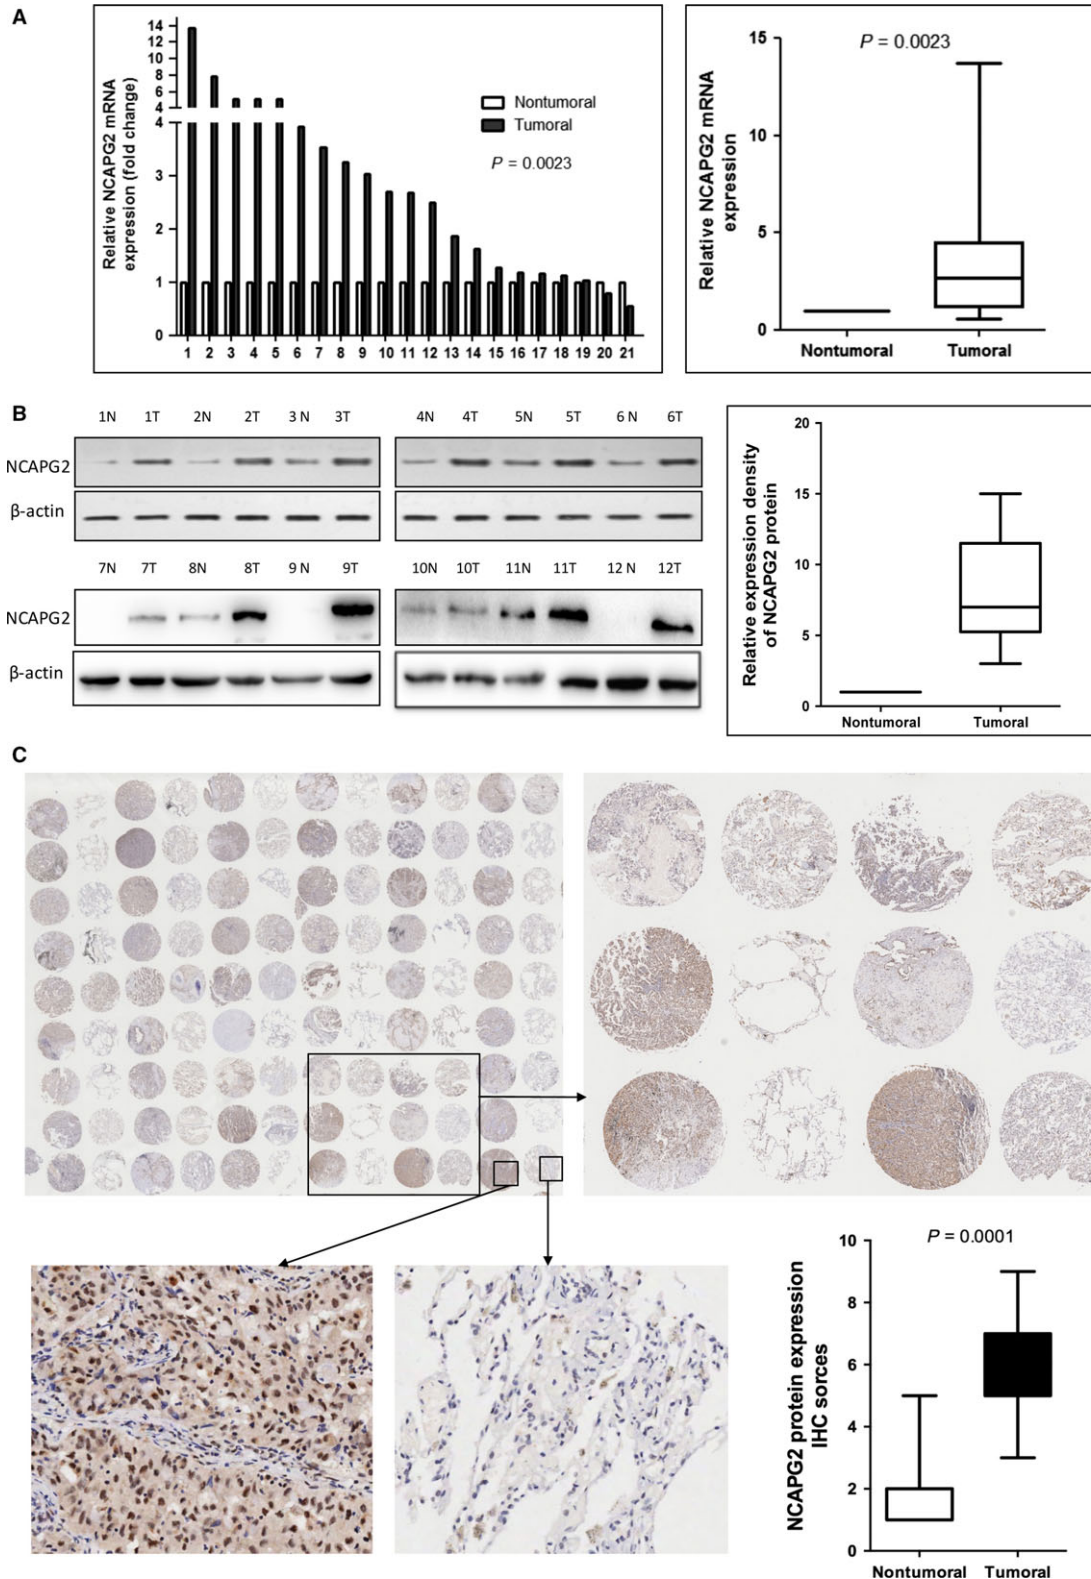 A
14
12
10
8
6
4
4
3
2
1
0
Relative NCAPG2 mRNA
expression (fold change)
Nontumoral
Tumoral
P = 0.0023
1 2 3 4 5 6 7 8 9 10 11 12 13 14 15 16 17 18 19 20 21
15
10
5
0
Relative NCAPG2 mRNA
expression
P = 0.0023
Nontumoral Tumoral
B
1N 1T 2N 2T 3 N 3T
4N 4T 5N 5T 6 N 6T
NCAPG2
β-actin
7N 7T 8N 8T 9 N 9T
10N 10T 11N 11T 12 N 12T
NCAPG2
β-actin
20
15
10
5
0
Relative expression density
of NCAPG2 protein
Nontumoral Tumoral
C
P = 0.0001
10
8
6
4
2
0
NCAPG2 protein expression
IHC sorces
Nontumoral Tumoral